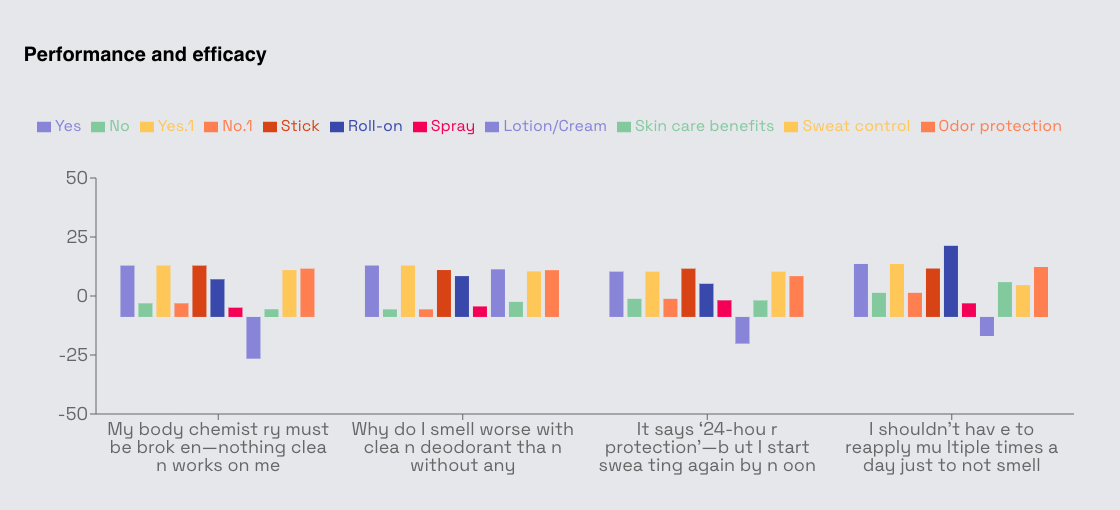 Performance and efficacy
Yes No Yes.1 No.1 Stick Roll-on Spray Lotion/Cream Skin care benefits Sweat control Odor protection
50
25
0
-25
-50
My body chemist ry must
be brok en—nothing clea
n works on me
Why do I smell worse with
clea n deodorant tha n
without any
It says ‘24-hou r
protection’—b ut I start
swea ting again by n oon
I shouldn’t hav e to
reapply mu ltiple times a
day just to not smell